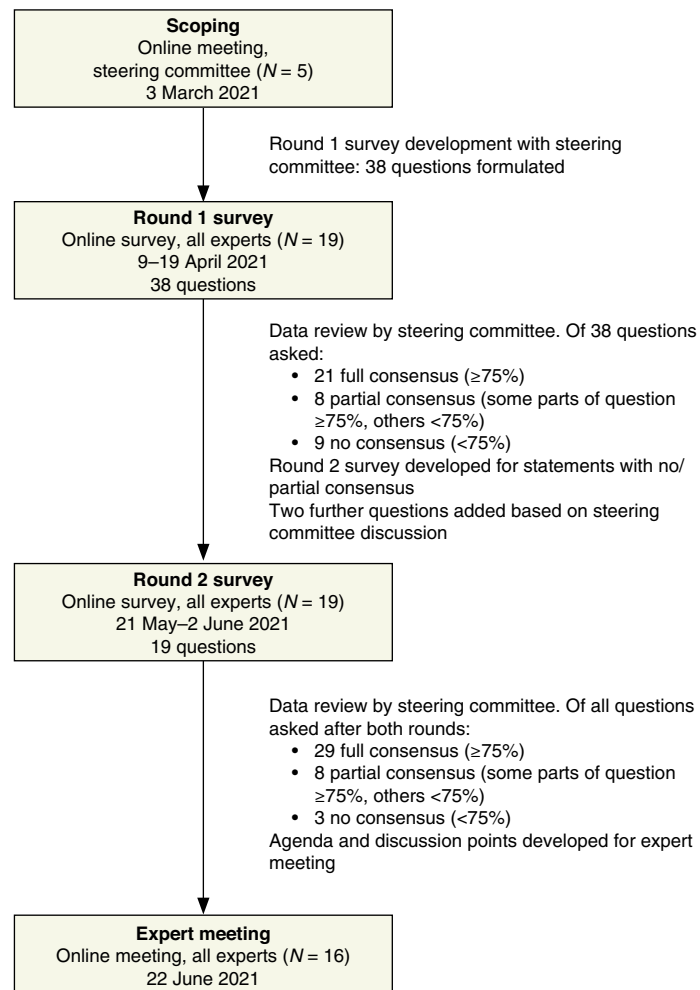 Scoping
Online meeting,
steering committee (N = 5)
3 March 2021
Round 1 survey development with steering
committee: 38 questions formulated
Round 1 survey
Online survey, all experts (N = 19)
9–19 April 2021
38 questions
Data review by steering committee. Of 38 questions
asked:
• 21 full consensus (≥75%)
• 8 partial consensus (some parts of question
≥75%, others <75%)
• 9 no consensus (<75%)
Round 2 survey developed for statements with no/
partial consensus
Two further questions added based on steering
committee discussion
Round 2 survey
Online survey, all experts (N = 19)
21 May–2 June 2021
19 questions
Data review by steering committee. Of all questions
asked after both rounds:
• 29 full consensus (≥75%)
• 8 partial consensus (some parts of question
≥75%, others <75%)
• 3 no consensus (<75%)
Agenda and discussion points developed for expert
meeting
Expert meeting
Online meeting, all experts (N = 16)
22 June 2021